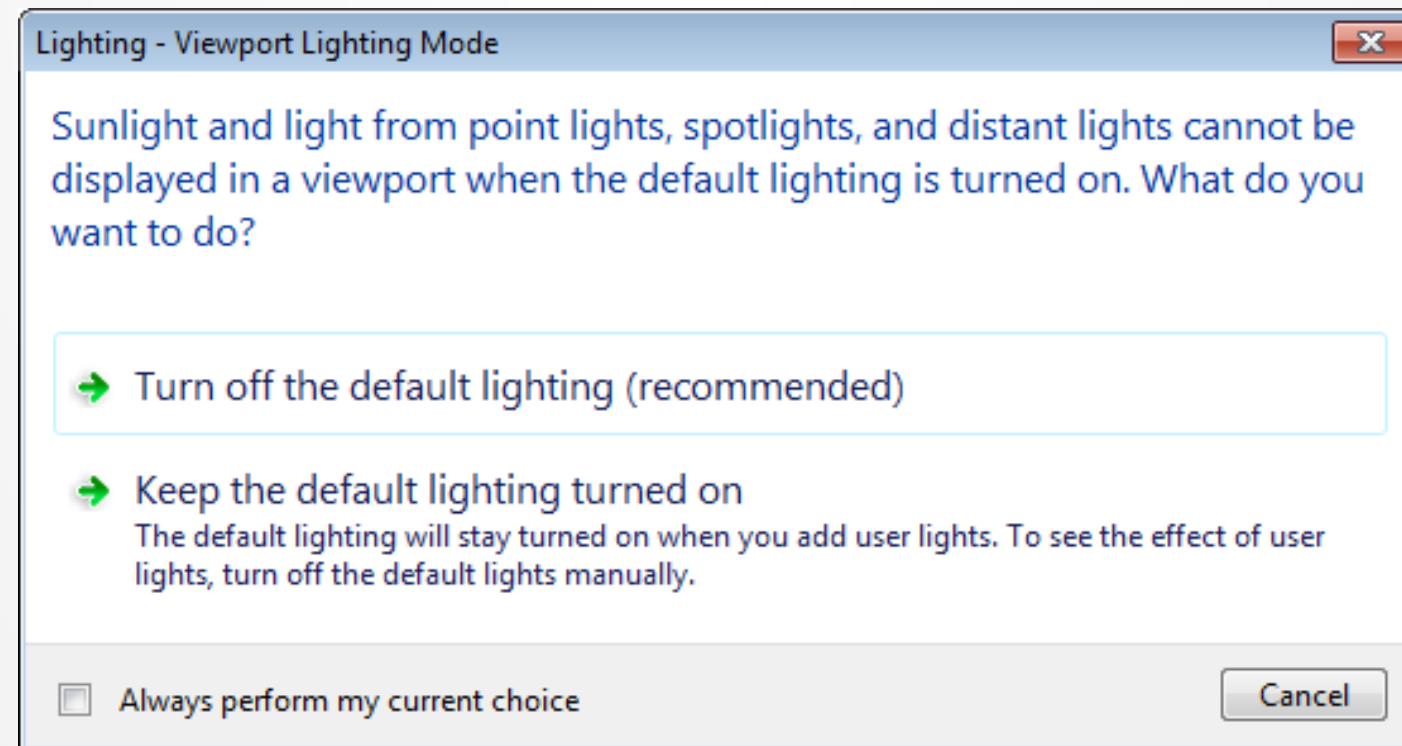 Lighting - Viewport Lighting Mode
Sunlight and light from point lights, spotlights, and distant lights cannot be
displayed in a viewport when the default lighting is turned on. What do you
want to do?
Turn off the default lighting (recommended)
Keep the default lighting turned on
The default lighting will stay turned on when you add user lights. To see the effect of user
lights, turn off the default lights manually.
Always perform my current choice
Cancel